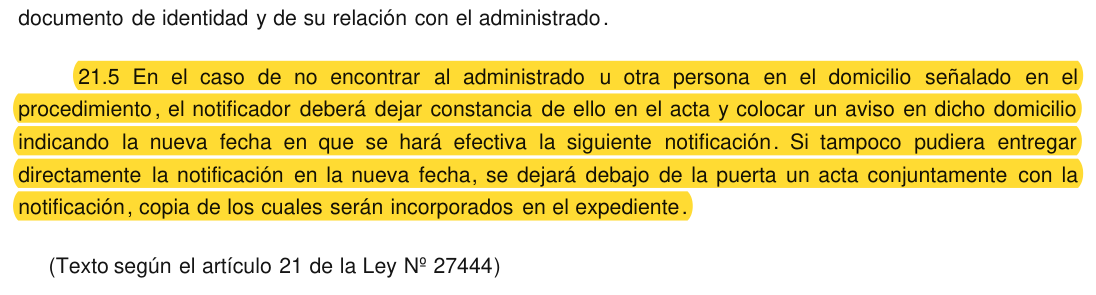 documento de identidad y de su relación con el administrado.
21.5 En el caso de no encontrar al administrado u otra persona en el domicilio señalado en el
procedimiento, el notificador deberá dejar constancia de ello en el acta y colocar un aviso en dicho domicilio
indicando la nueva fecha en que se hará efectiva la siguiente notificación. Si tampoco pudiera entregar
directamente la notificación en la nueva fecha, se dejará debajo de la puerta un acta conjuntamente con la
notificación, copia de los cuales serán incorporados en el expediente.
(Texto según el artículo 21 de la Ley Nº 27444)